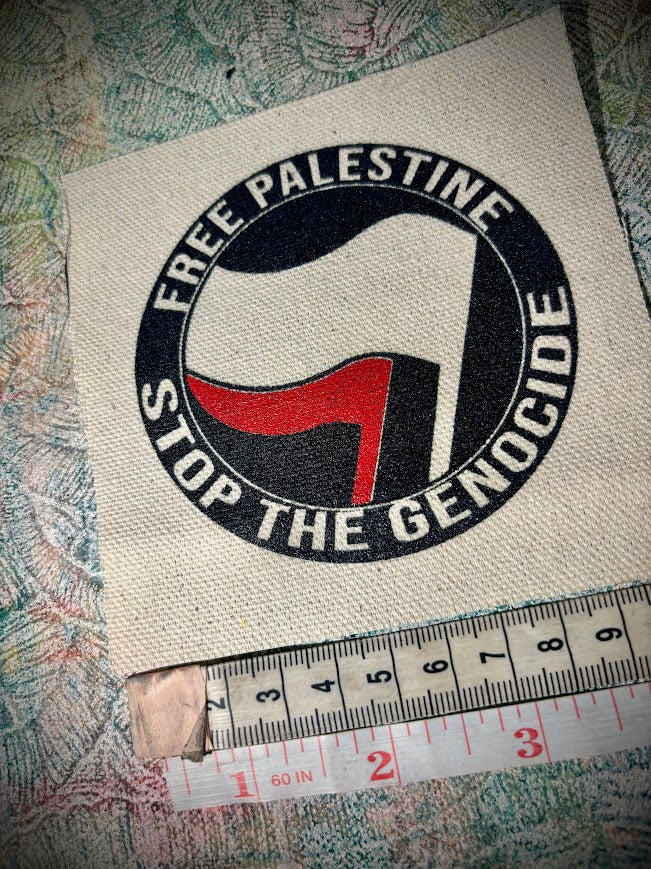 FREE PALESTINE
STOP THE GENOCIDE
2 3 4 5 6 7 8 9
1 60 IN 2 3